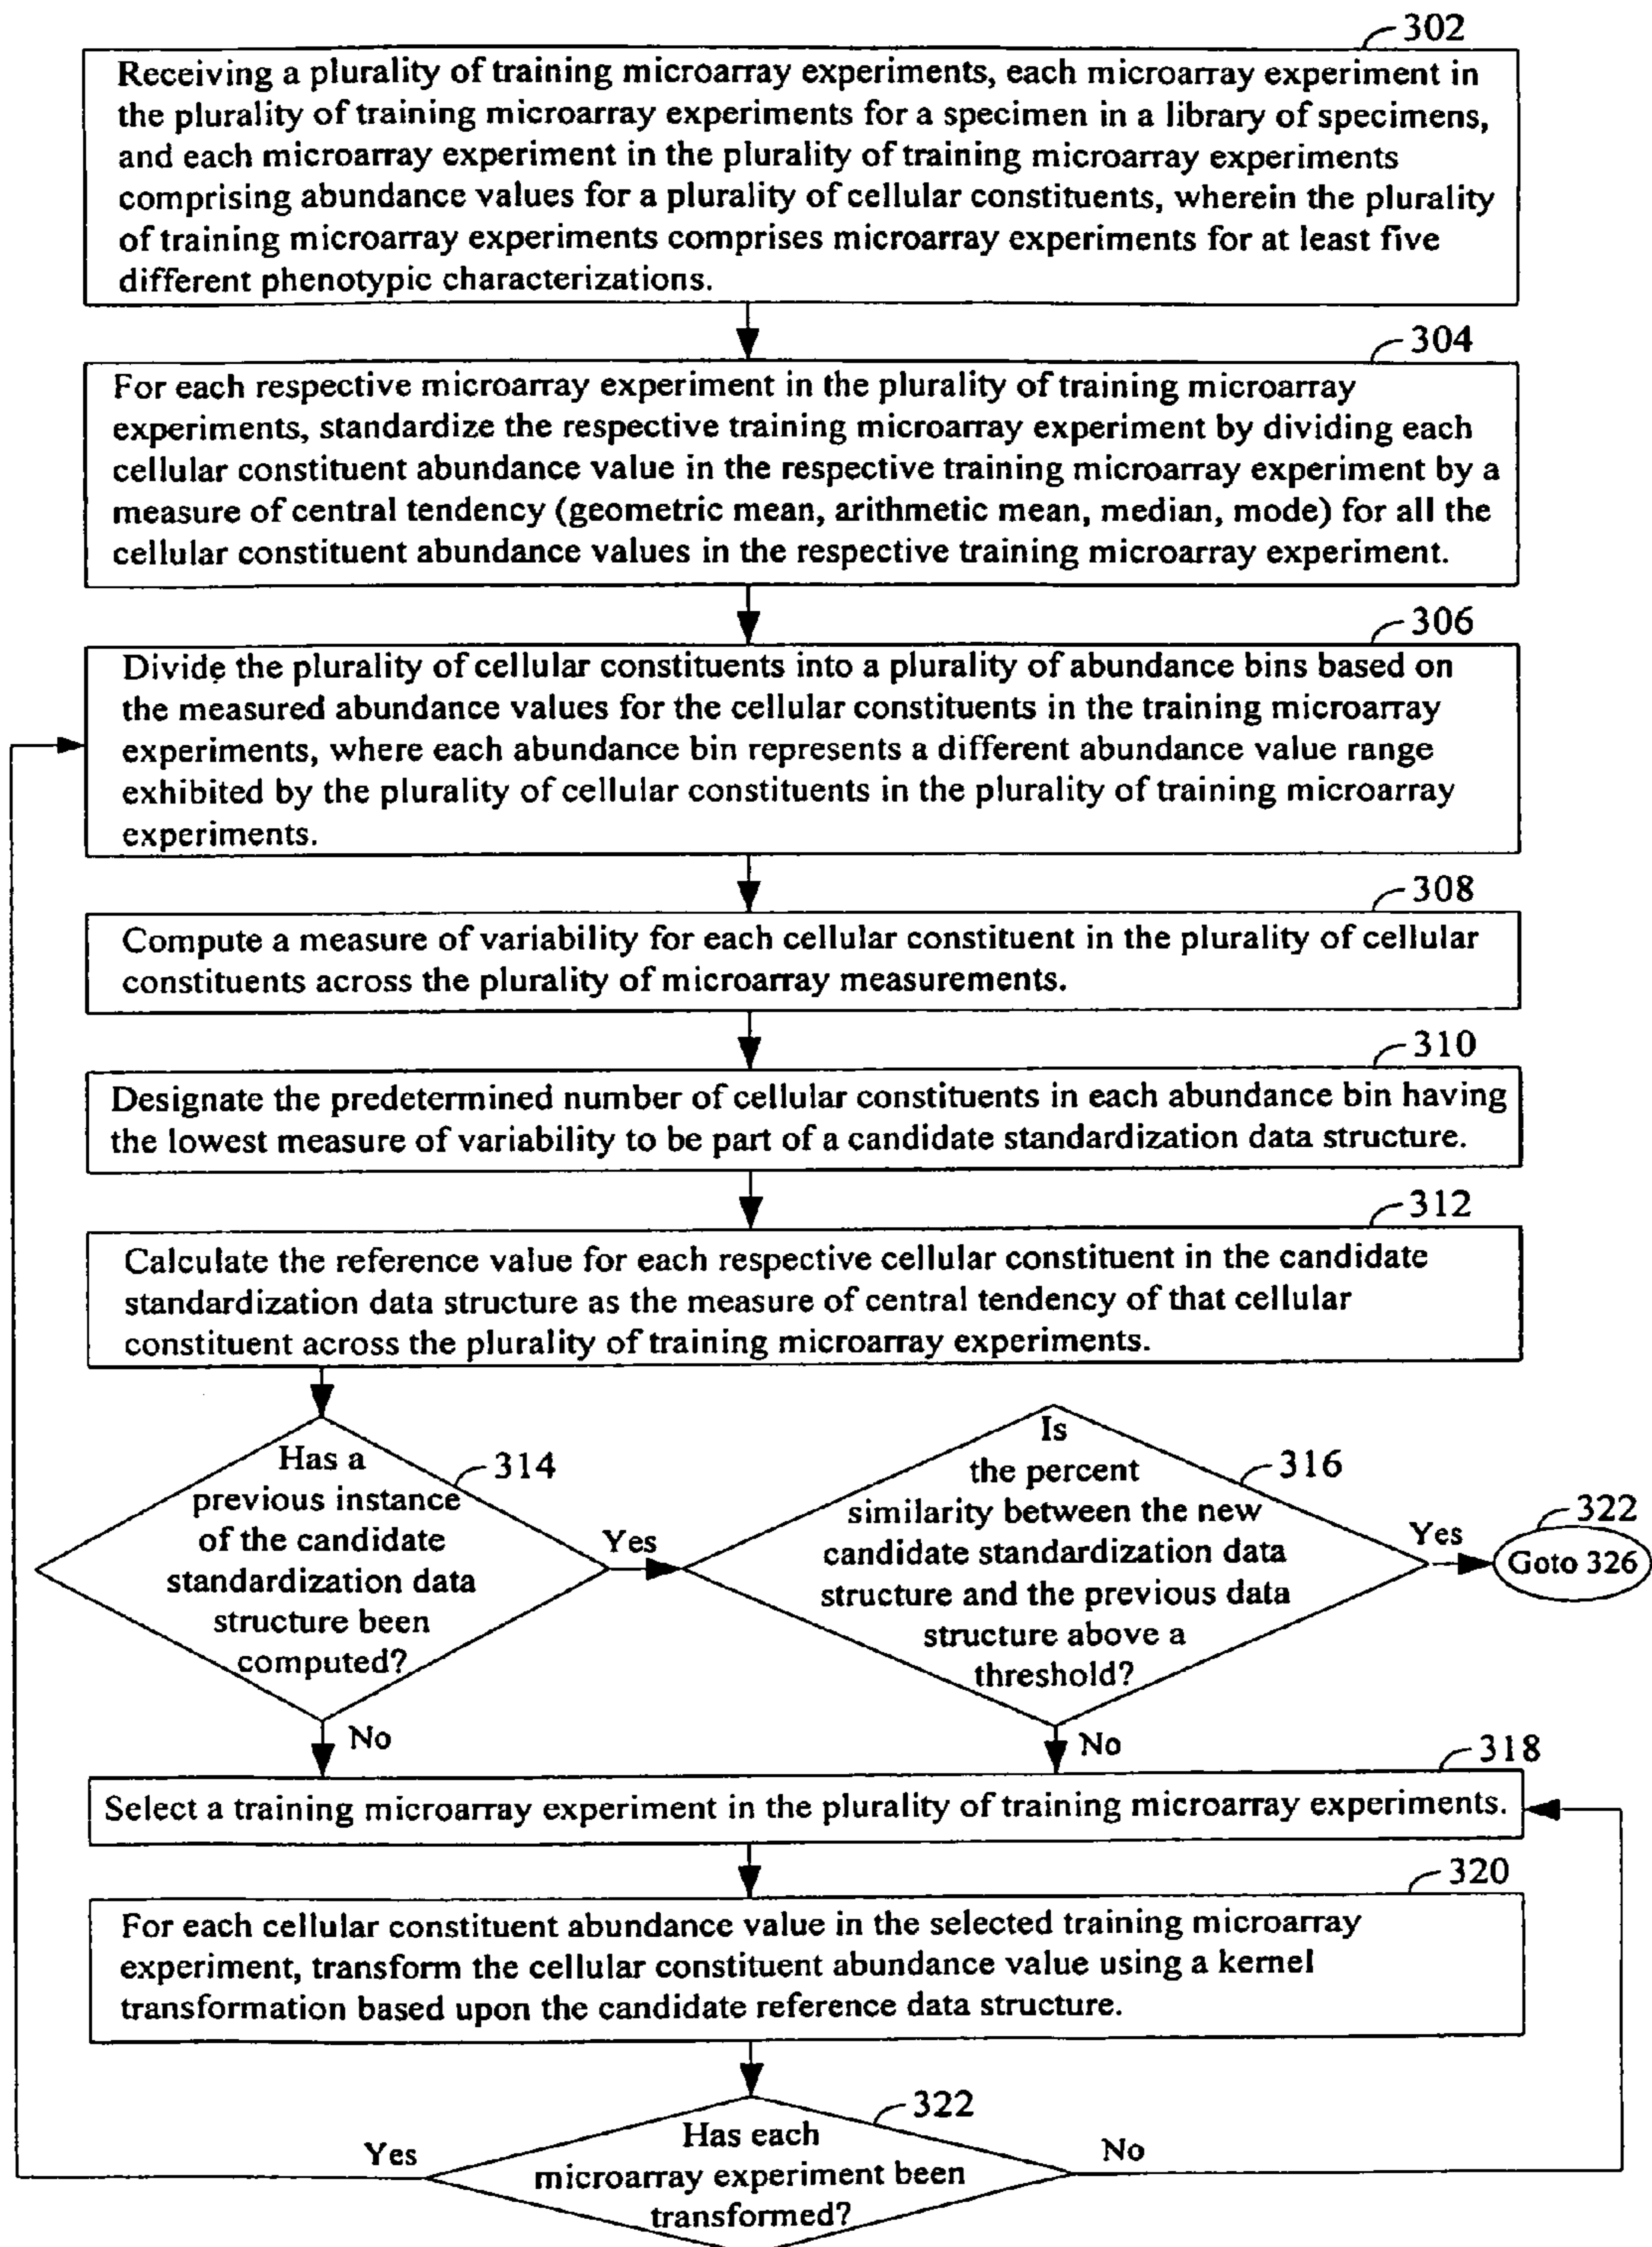 302
Receiving a plurality of training microarray experiments, each microarray experiment in
the plurality of training microarray experiments for a specimen in a library of specimens,
and each microarray experiment in the plurality of training microarray experiments
comprising abundance values for a plurality of cellular constituents, wherein the plurality
of training microarray experiments comprises microarray experiments for at least five
different phenotypic characterizations.
304
For each respective microarray experiment in the plurality of training microarray
experiments, standardize the respective training microarray experiment by dividing each
cellular constituent abundance value in the respective training microarray experiment by a
measure of central tendency (geometric mean, arithmetic mean, median, mode) for all the
cellular constituent abundance values in the respective training microarray experiment.
306
Divide the plurality of cellular constituents into a plurality of abundance bins based on
the measured abundance values for the cellular constituents in the training microarray
experiments, where each abundance bin represents a different abundance value range
exhibited by the plurality of cellular constituents in the plurality of training microarray
experiments.
308
Compute a measure of variability for each cellular constituent in the plurality of cellular
constituents across the plurality of microarray measurements.
310
Designate the predetermined number of cellular constituents in each abundance bin having
the lowest measure of variability to be part of a candidate standardization data structure.
312
Calculate the reference value for each respective cellular constituent in the candidate
standardization data structure as the measure of central tendency of that cellular
constituent across the plurality of training microarray experiments.
314
Has a
previous instance
of the candidate
standardization data
structure been
computed?
Yes
No
316
Is
the percent
similarity between the new
candidate standardization data
structure and the previous data
structure above a
threshold?
Yes
No
322
Goto 326
318
Select a training microarray experiment in the plurality of training microarray experiments.
320
For each cellular constituent abundance value in the selected training microarray
experiment, transform the cellular constituent abundance value using a kernel
transformation based upon the candidate reference data structure.
322
Has each
microarray experiment been
transformed?
Yes
No